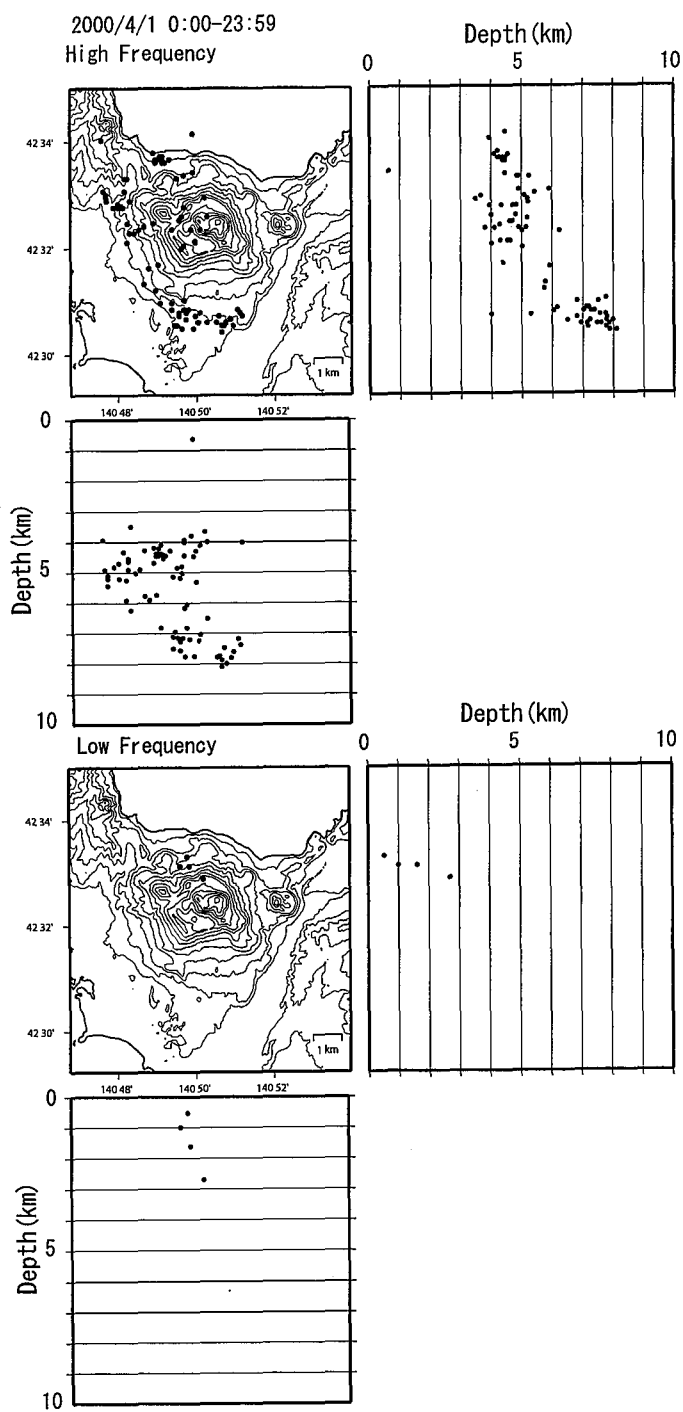 2000/4/1 0:00-23:59
High Frequency
Depth(km)
0 5 10
42 34'
42 32'
42 30'
1 km
140 48' 140 50' 140 52'
0
5
10
Depth(km)
Low Frequency
Depth(km)
0 5 10
42 34'
42 32'
42 30'
1 km
140 48' 140 50' 140 52'
0
5
10
Depth(km)